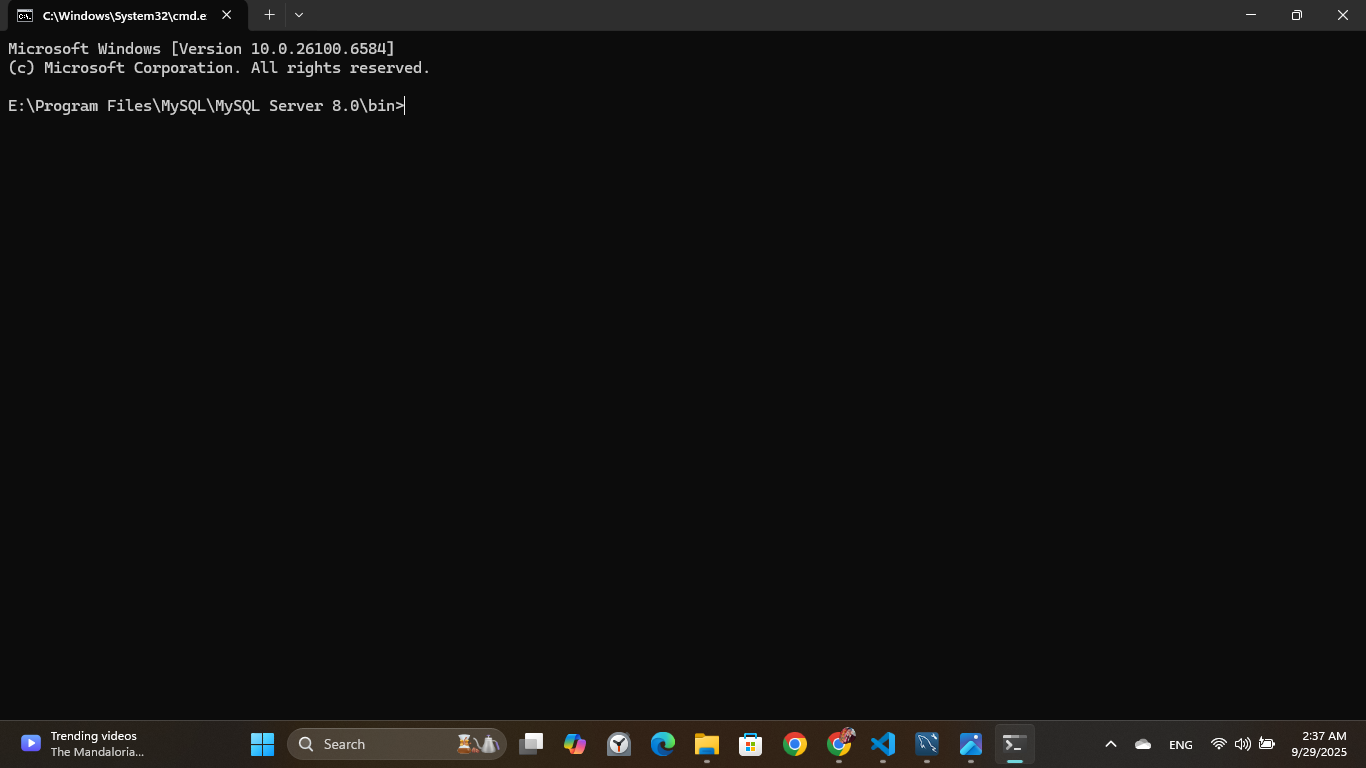 C:\Windows\System32\cmd.e
Microsoft Windows [Version 10.0.26100.6584]
(c) Microsoft Corporation. All rights reserved.
E:\Program Files\MySQL\MySQL Server 8.0\bin>
Trending videos
The Mandaloria...
Search
ENG
2:37 AM
9/29/2025